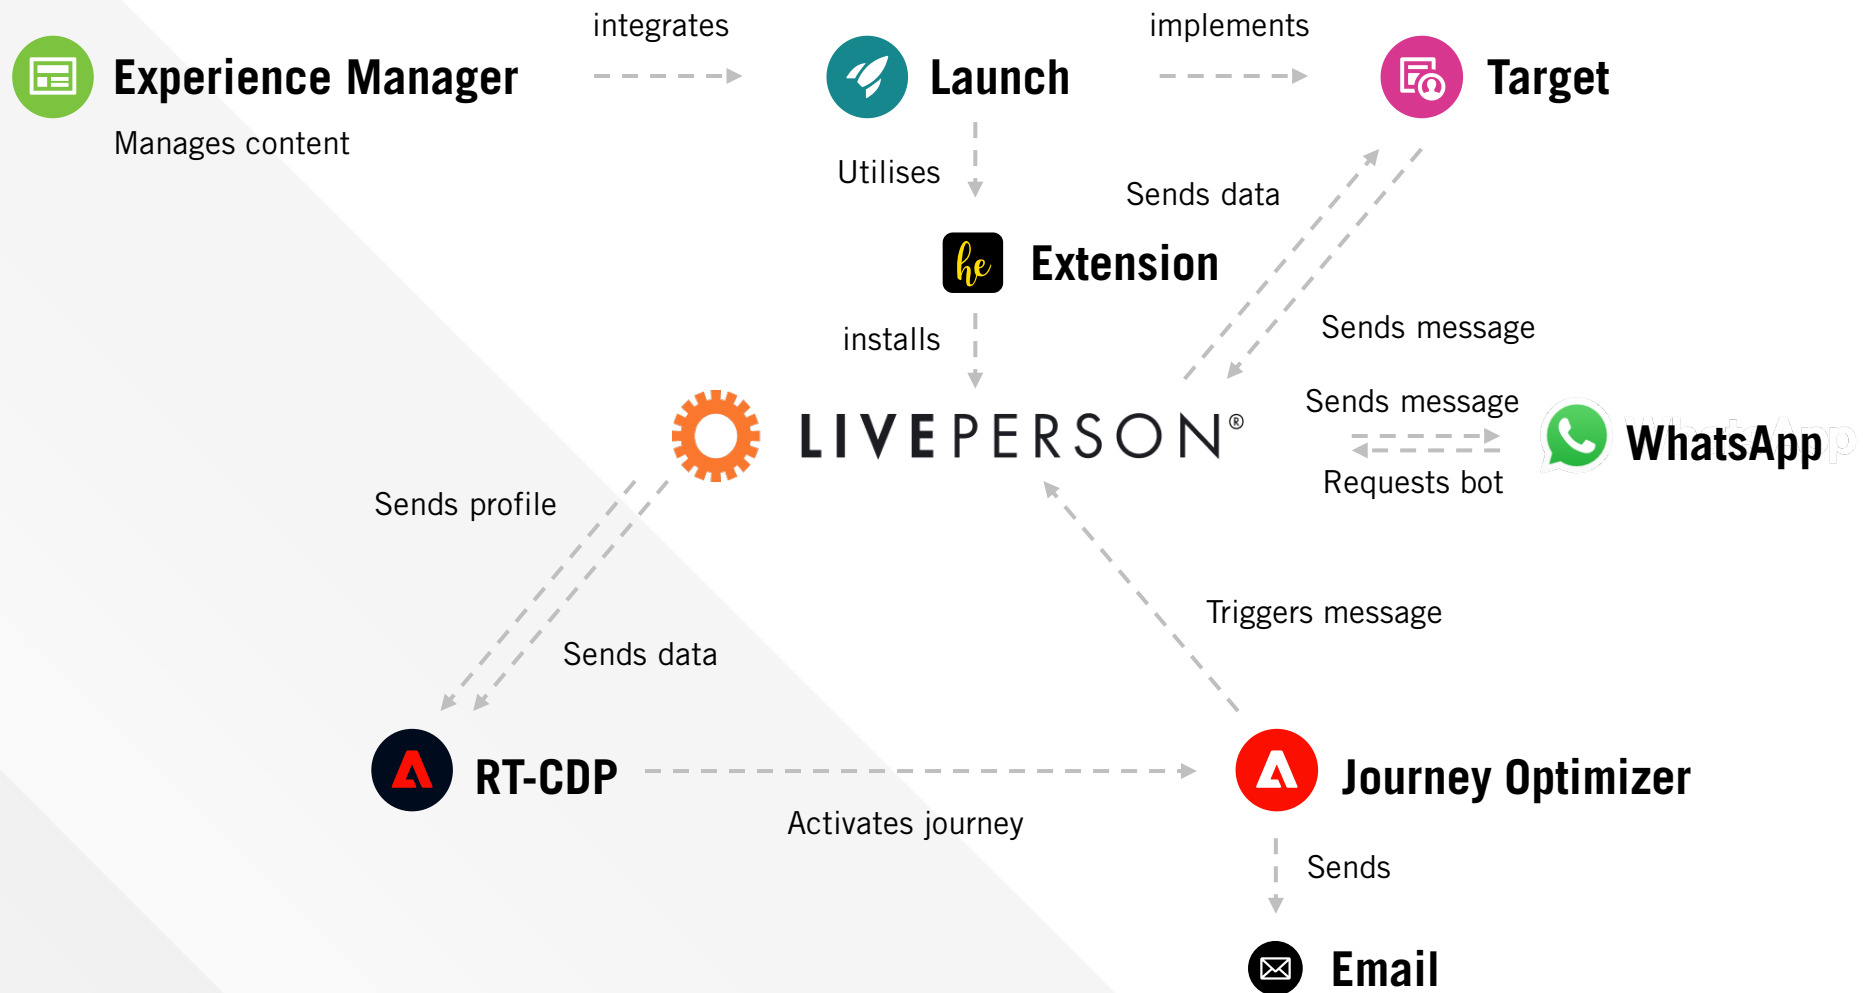 integrates
implements
Experience Manager
Launch
Target
Manages content
Utilises
Sends data
he
Extension
installs
Sends message
Sends message
LIVEPERSON®
WhatsApp
Requests bot
Sends profile
Triggers message
Sends data
RT-CDP
Journey Optimizer
Activates journey
Sends
Email